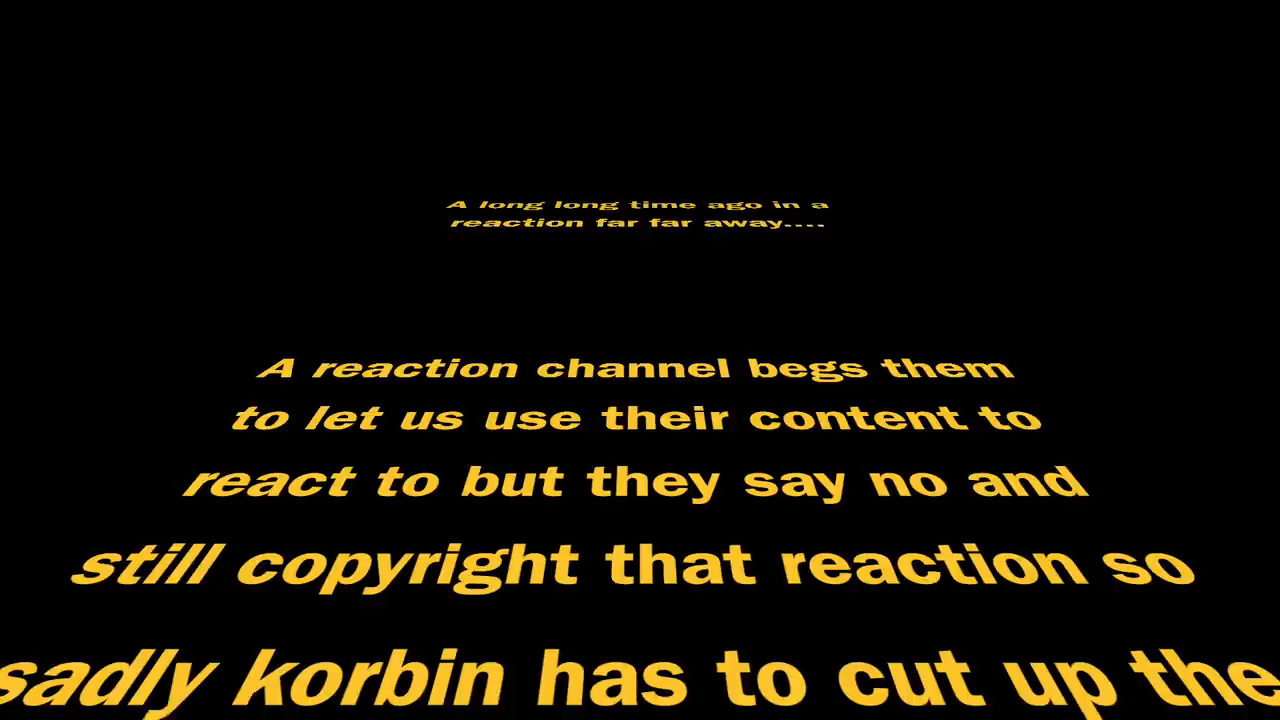 A long long time ago in a
reaction far far away....
A reaction channel begs them
to let us use their content to
react to but they say no and
still copyright that reaction so
sadly korbin has to cut up the